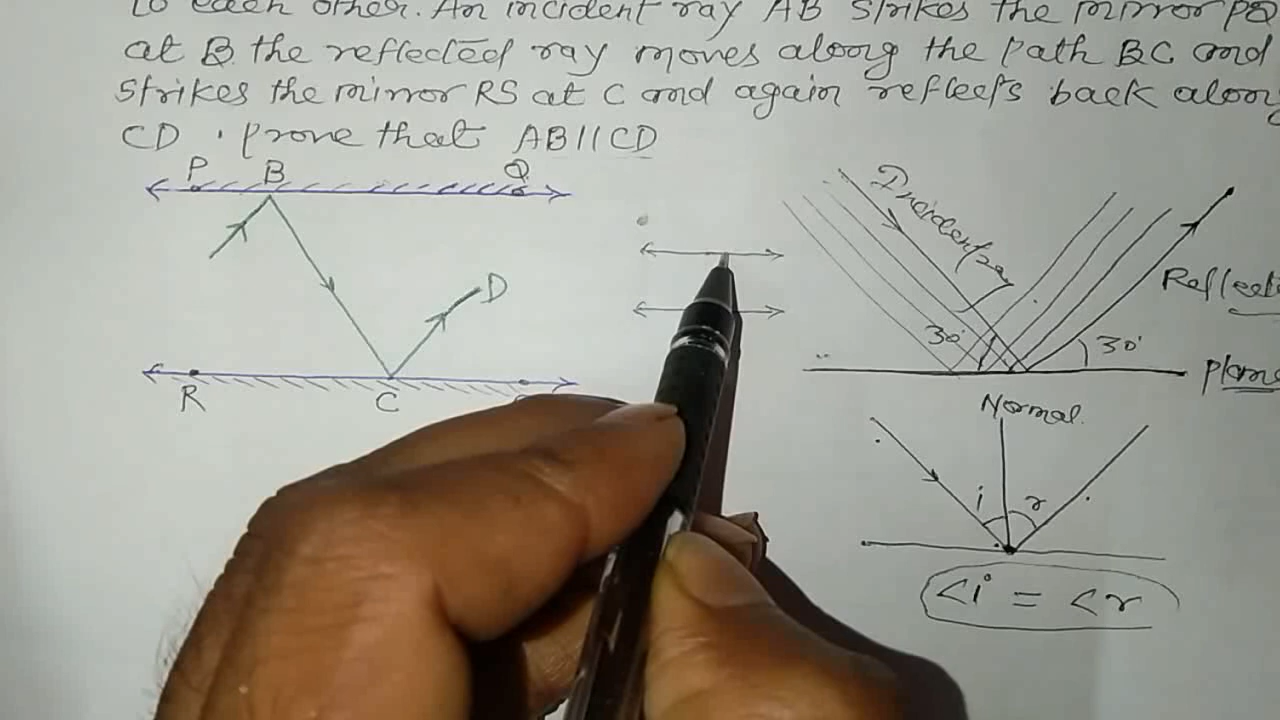 to each other. An incident ray AB strikes the mirror PQ
at B the reflected ray moves along the path BC and
strikes the mirror RS at C and again reflects back along
CD. prove that AB||CD
P B Q
D
R C
Incident ray
Reflecte
30°
30°
plane
Normal.
i r
<i = <r